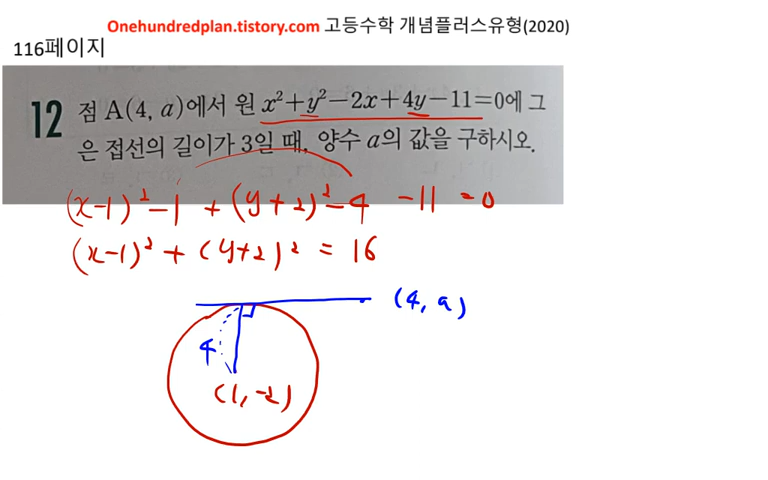 Onehundredplan.tistory.com 고등수학 개념플러스유형(2020)
116페이지
12 점 A(4, a)에서 원 x²+y²-2x+4y-11=0에 그
은 접선의 길이가 3일 때, 양수 a의 값을 구하시오.
(x-1)²-1 + (y+2)²-4 -11 = 0
(x-1)² + (y+2)² = 16
(4, a)
4
(1, -2)